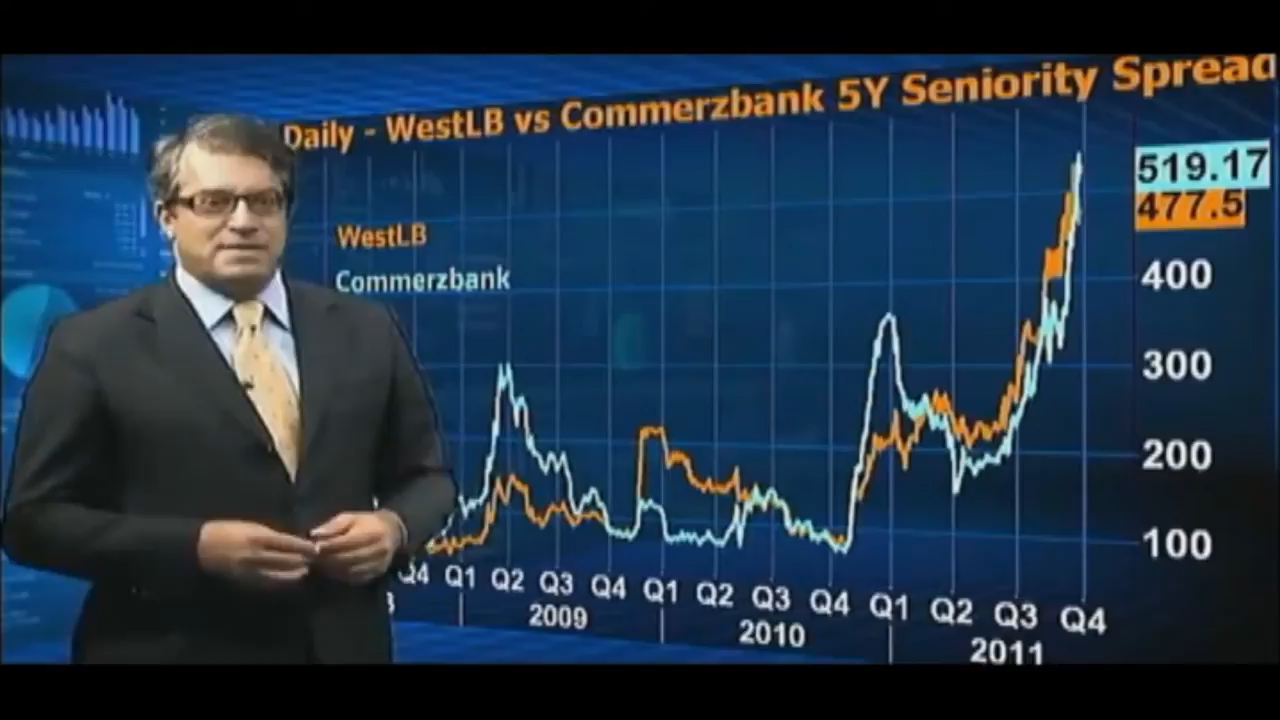 Daily - WestLB vs Commerzbank 5Y Seniority Spread
519.17
477.5
WestLB
Commerzbank
400
300
200
100
Q4 Q1 Q2 Q3 Q4 Q1 Q2 Q3 Q4 Q1 Q2 Q3 Q4
2009 2010 2011